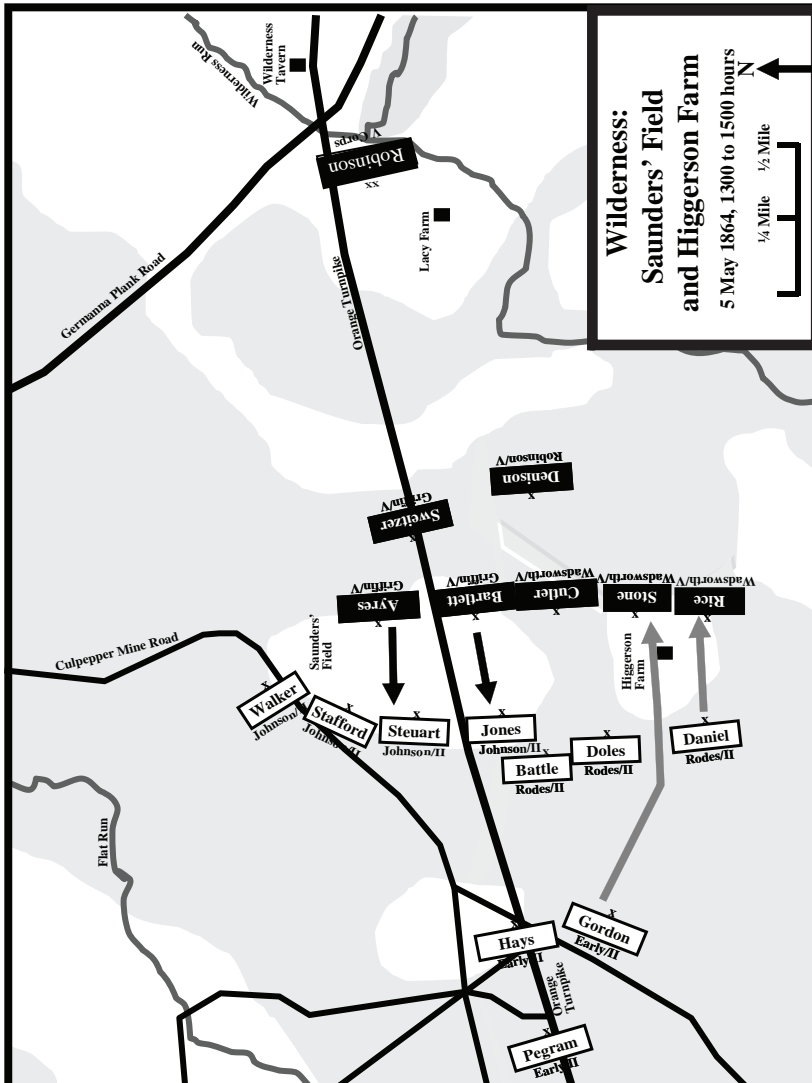 Wilderness:
Saunders’ Field
and Higgerson Farm
5 May 1864, 1300 to 1500 hours
N
¼ Mile
½ Mile
Wilderness Run
Wilderness
Tavern
V Corps
Robinson
xx
Lacy Farm
Germanna Plank Road
Orange Turnpike
Robinson/V
Denison
x
Griffin/V
Sweitzer
x
Griffin/V
Ayres
x
Griffin/V
Bartlett
x
Wadsworth/V
Cutler
x
Wadsworth/V
Stone
x
Wadsworth/V
Rice
x
Culpepper Mine Road
Saunders’
Field
Higgerson
Farm
x
Walker
Johnson/II
x
Stafford
Johnson/II
x
Steuart
Johnson/II
x
Jones
Johnson/II
x
Battle
Rodes/II
x
Doles
Rodes/II
x
Daniel
Rodes/II
Flat Run
x
Hays
Early/II
x
Gordon
Early/II
Orange
Turnpike
x
Pegram
Early/II